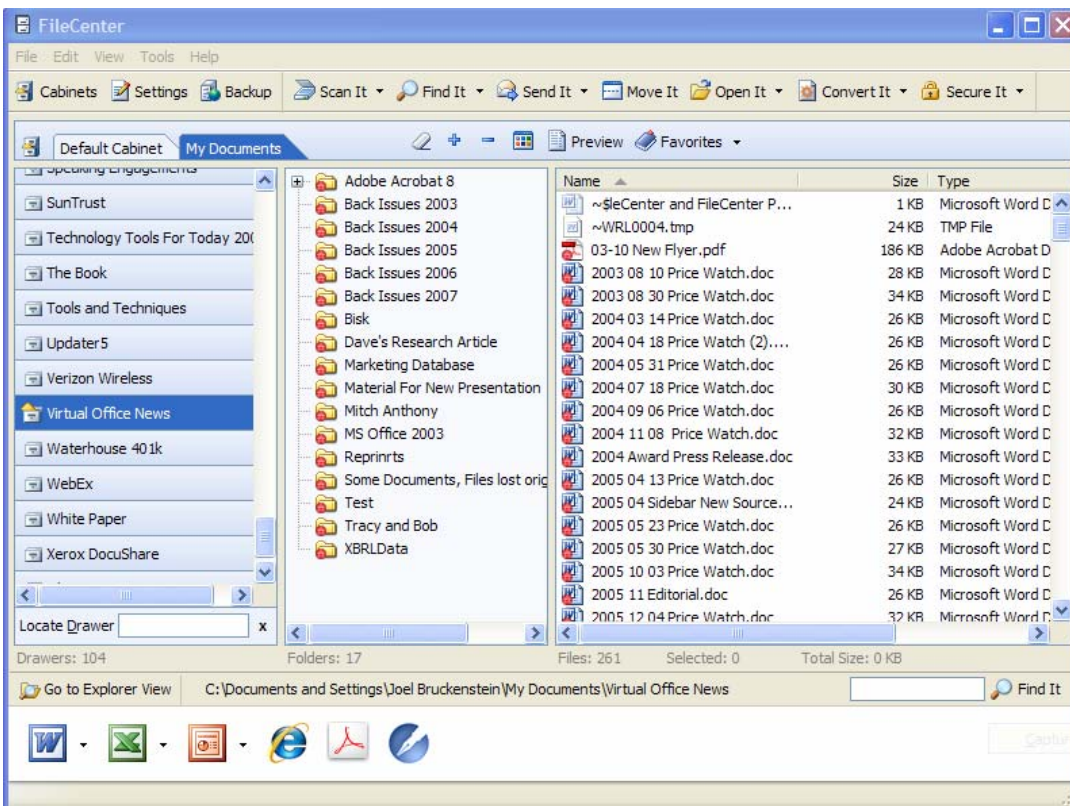 FileCenter
File Edit View Tools Help
Cabinets Settings Backup Scan It Find It Send It Move It Open It Convert It Secure It
Default Cabinet My Documents Preview Favorites
Speaking Engagements
SunTrust
Technology Tools For Today 200
The Book
Tools and Techniques
Updater5
Verizon Wireless
Virtual Office News
Waterhouse 401k
WebEx
White Paper
Xerox DocuShare
Locate Drawer x
Drawers: 104
Adobe Acrobat 8
Back Issues 2003
Back Issues 2004
Back Issues 2005
Back Issues 2006
Back Issues 2007
Bisk
Dave's Research Article
Marketing Database
Material For New Presentation
Mitch Anthony
MS Office 2003
Reprinrts
Some Documents, Files lost orig
Test
Tracy and Bob
XBRLData
Folders: 17
Name Size Type
~$leCenter and FileCenter P... 1 KB Microsoft Word D
~WRL0004.tmp 24 KB TMP File
03-10 New Flyer.pdf 186 KB Adobe Acrobat D
2003 08 10 Price Watch.doc 28 KB Microsoft Word D
2003 08 30 Price Watch.doc 34 KB Microsoft Word D
2004 03 14 Price Watch.doc 26 KB Microsoft Word D
2004 04 18 Price Watch (2).... 26 KB Microsoft Word D
2004 05 31 Price Watch.doc 26 KB Microsoft Word D
2004 07 18 Price Watch.doc 30 KB Microsoft Word D
2004 09 06 Price Watch.doc 26 KB Microsoft Word D
2004 11 08 Price Watch.doc 32 KB Microsoft Word D
2004 Award Press Release.doc 33 KB Microsoft Word D
2005 04 13 Price Watch.doc 26 KB Microsoft Word D
2005 04 Sidebar New Source... 24 KB Microsoft Word D
2005 05 23 Price Watch.doc 26 KB Microsoft Word D
2005 05 30 Price Watch.doc 27 KB Microsoft Word D
2005 10 03 Price Watch.doc 34 KB Microsoft Word D
2005 11 Editorial.doc 26 KB Microsoft Word D
2005 12 04 Price Watch.doc 32 KB Microsoft Word D
Files: 261 Selected: 0 Total Size: 0 KB
Go to Explorer View C:\Documents and Settings\Joel Bruckenstein\My Documents\Virtual Office News Find It
Captur